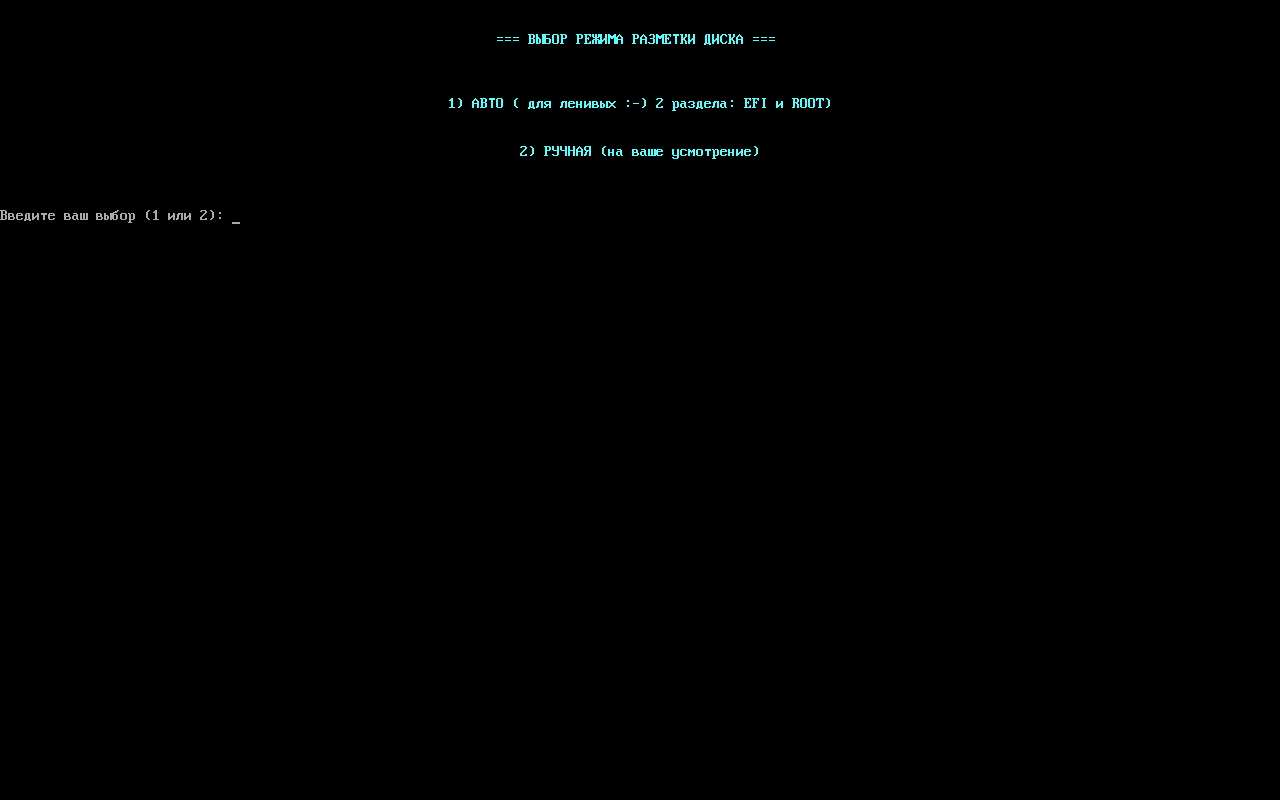 === ВЫБОР РЕЖИМА РАЗМЕТКИ ДИСКА ===
1) АВТО ( для ленивых :-) 2 раздела: EFI и ROOT)
2) РУЧНАЯ (на ваше усмотрение)
Введите ваш выбор (1 или 2): _